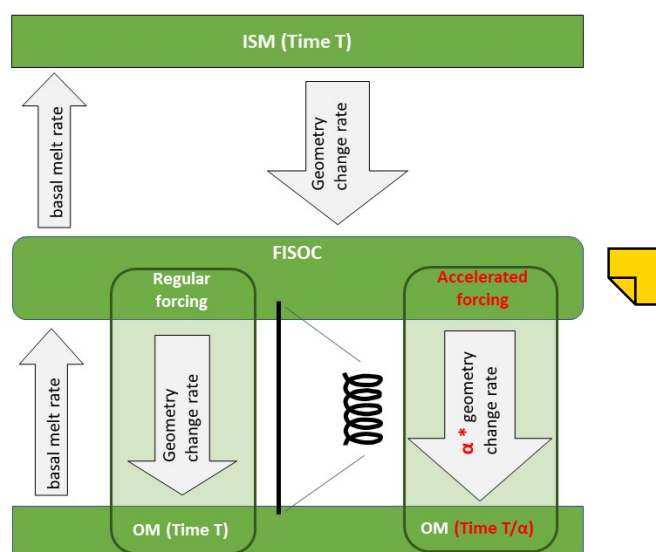 ISM (Time T)
basal melt rate
Geometry
change rate
FISOC
Regular
forcing
Accelerated
forcing
basal melt rate
Geometry
change rate
α * geometry
change rate
OM (Time T)
OM (Time T/α)